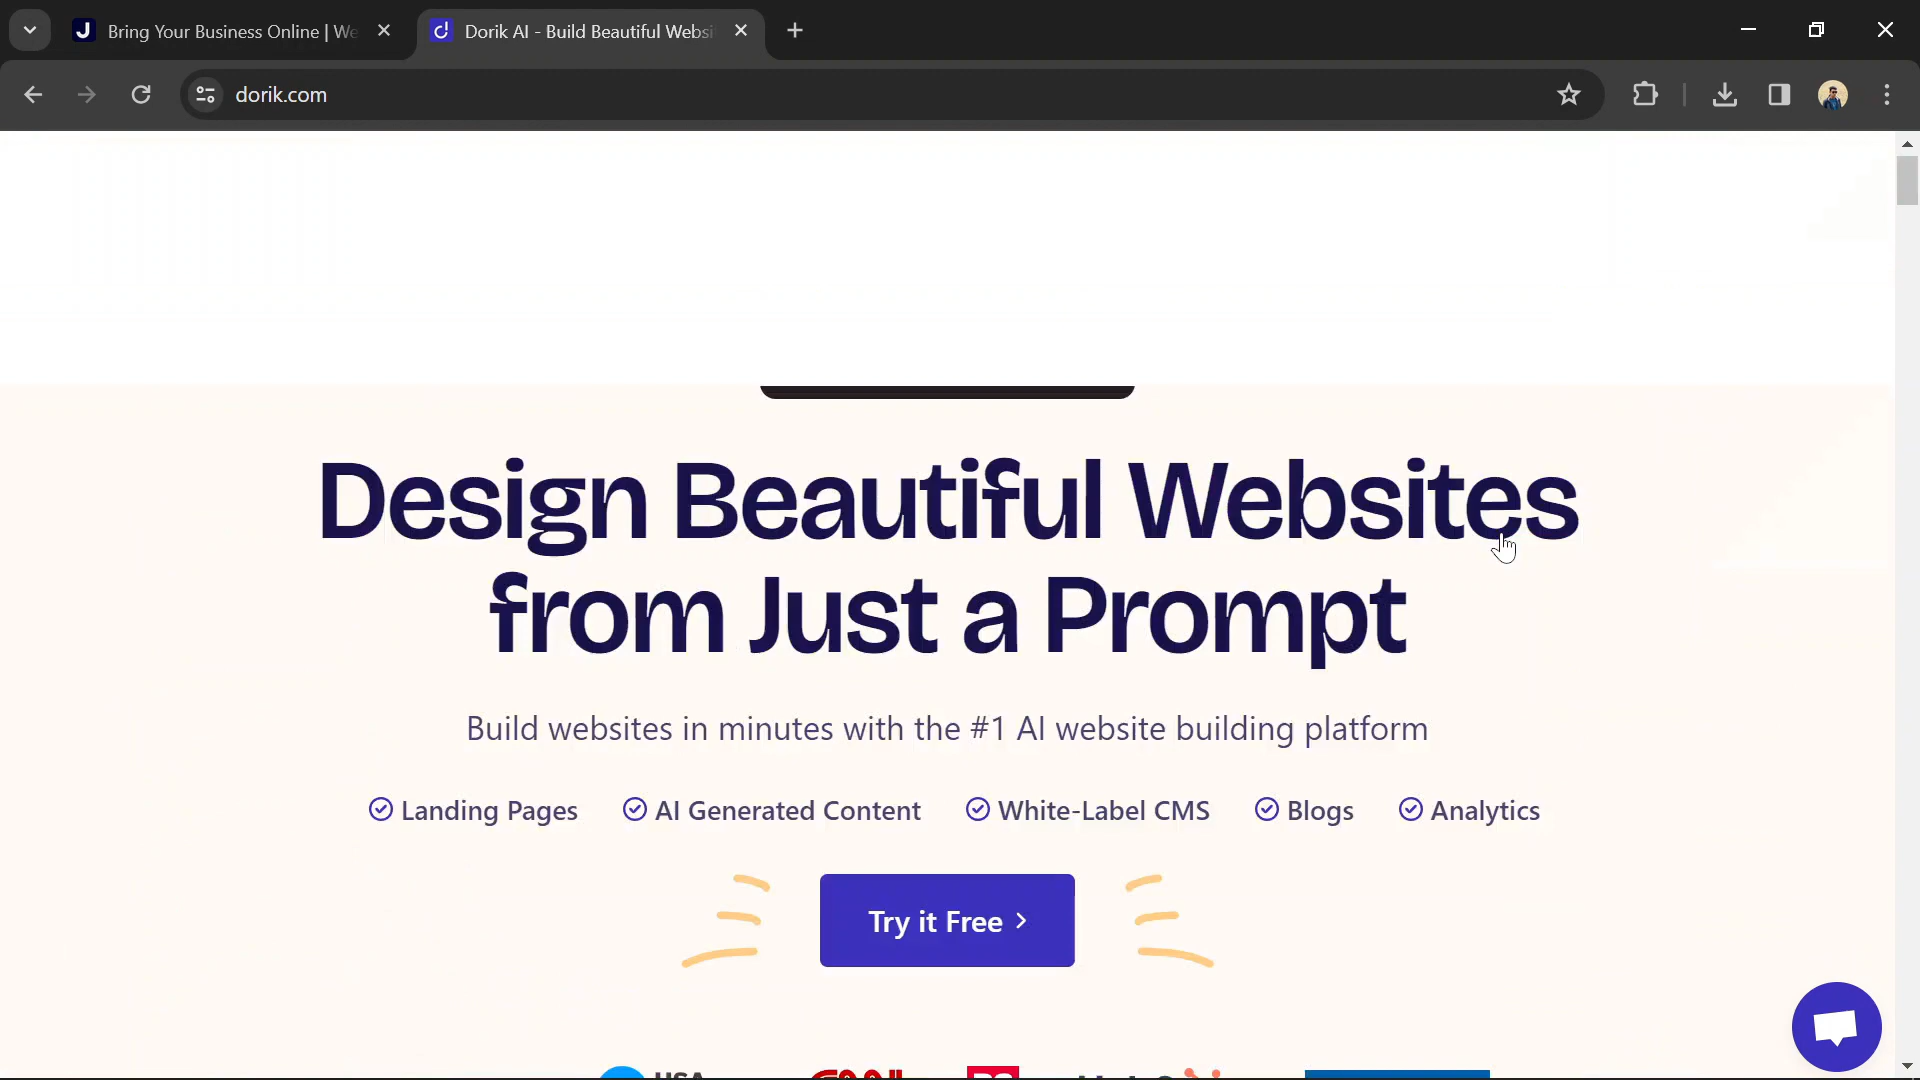 Bring Your Business Online | We
Dorik AI - Build Beautiful Websi
dorik.com
Design Beautiful Websites
from Just a Prompt
Build websites in minutes with the #1 AI website building platform
Landing Pages AI Generated Content White-Label CMS Blogs Analytics
Try it Free
USA